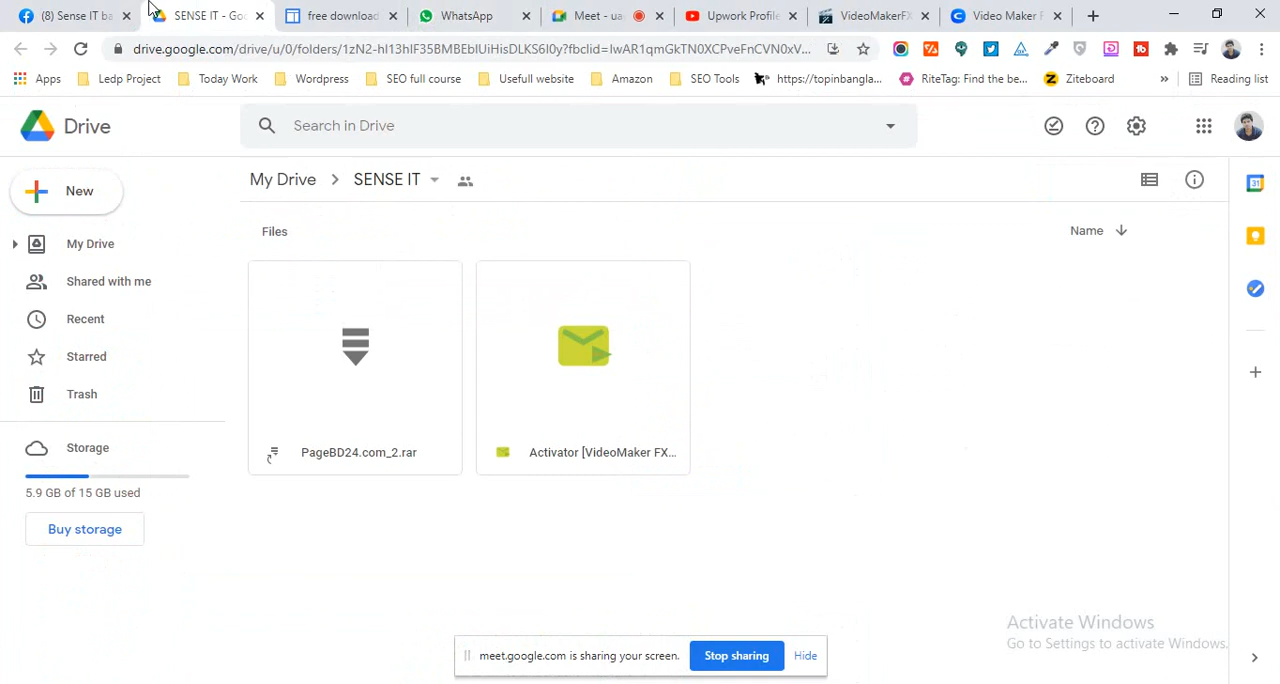 (8) Sense IT ba
SENSE IT - Goo
free download
WhatsApp
Meet - ua
Upwork Profile
VideoMakerFX
Video Maker F
drive.google.com/drive/u/0/folders/1zN2-hl13hIF35BMBEblUiHisDLKS6I0y?fbclid=IwAR1qmGkTN0XCPveFnCVN0xV...
Apps
Ledp Project
Today Work
Wordpress
SEO full course
Usefull website
Amazon
SEO Tools
https://topinbangla...
RiteTag: Find the be...
Ziteboard
»
Reading list
Drive
Search in Drive
New
My Drive
SENSE IT
My Drive
Shared with me
Recent
Starred
Trash
Storage
5.9 GB of 15 GB used
Buy storage
Files
Name
PageBD24.com_2.rar
Activator [VideoMaker FX...
31
Activate Windows
Go to Settings to activate Windows.
meet.google.com is sharing your screen.
Stop sharing
Hide